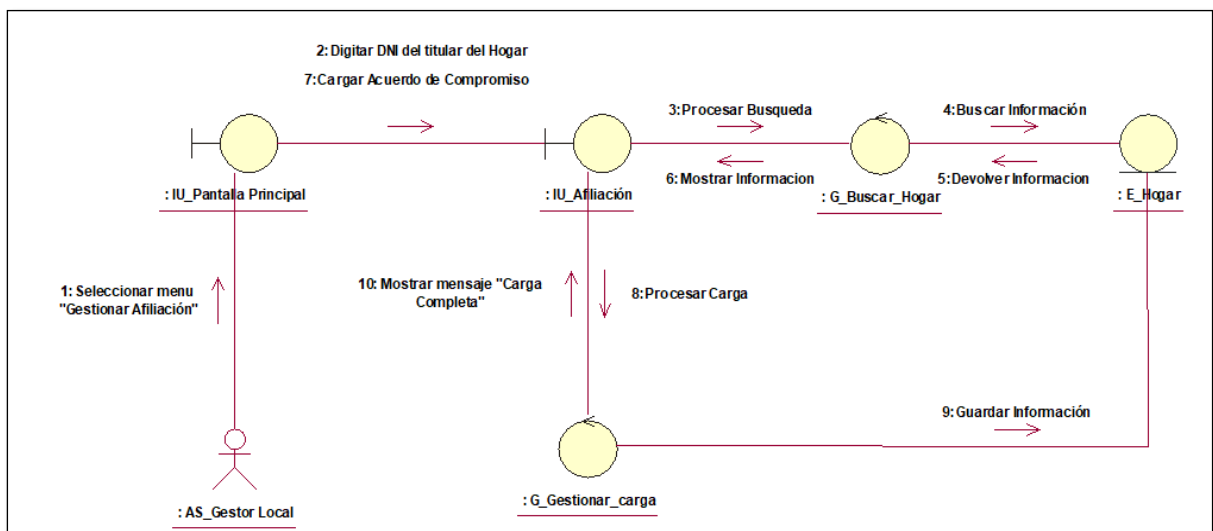 2: Digitar DNI del titular del Hogar
7:Cargar Acuerdo de Compromiso
3:Procesar Busqueda
4:Buscar Información
6:Mostrar Informacion
5:Devolver Informacion
: IU_Pantalla Principal
: IU_Afiliación
: G_Buscar_Hogar
: E_Hogar
1: Seleccionar menu
"Gestionar Afiliación"
10: Mostrar mensaje "Carga
Completa"
8:Procesar Carga
9:Guardar Información
: AS_Gestor Local
: G_Gestionar_carga